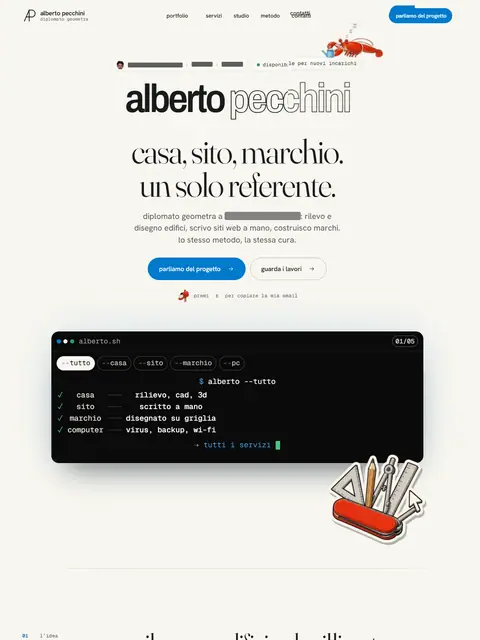 alberto pecchini
diplomato geometra
portfolio servizi studio metodo contatti
parliamo del progetto
disponibile per nuovi incarichi
alberto pecchini
casa, sito, marchio.
un solo referente.
diplomato geometra a : rilevo e
disegno edifici, scrivo siti web a mano, costruisco marchi.
lo stesso metodo, la stessa cura.
parliamo del progetto →
guarda i lavori →
premi per copiare la mia email
alberto.sh 01/05
--tutto --casa --sito --marchio --pc
$ alberto --tutto
✓ casa rilievo, cad, 3d
✓ sito scritto a mano
✓ marchio disegnato su griglia
✓ computer virus, backup, wi-fi
→ tutti i servizi
01 l'idea